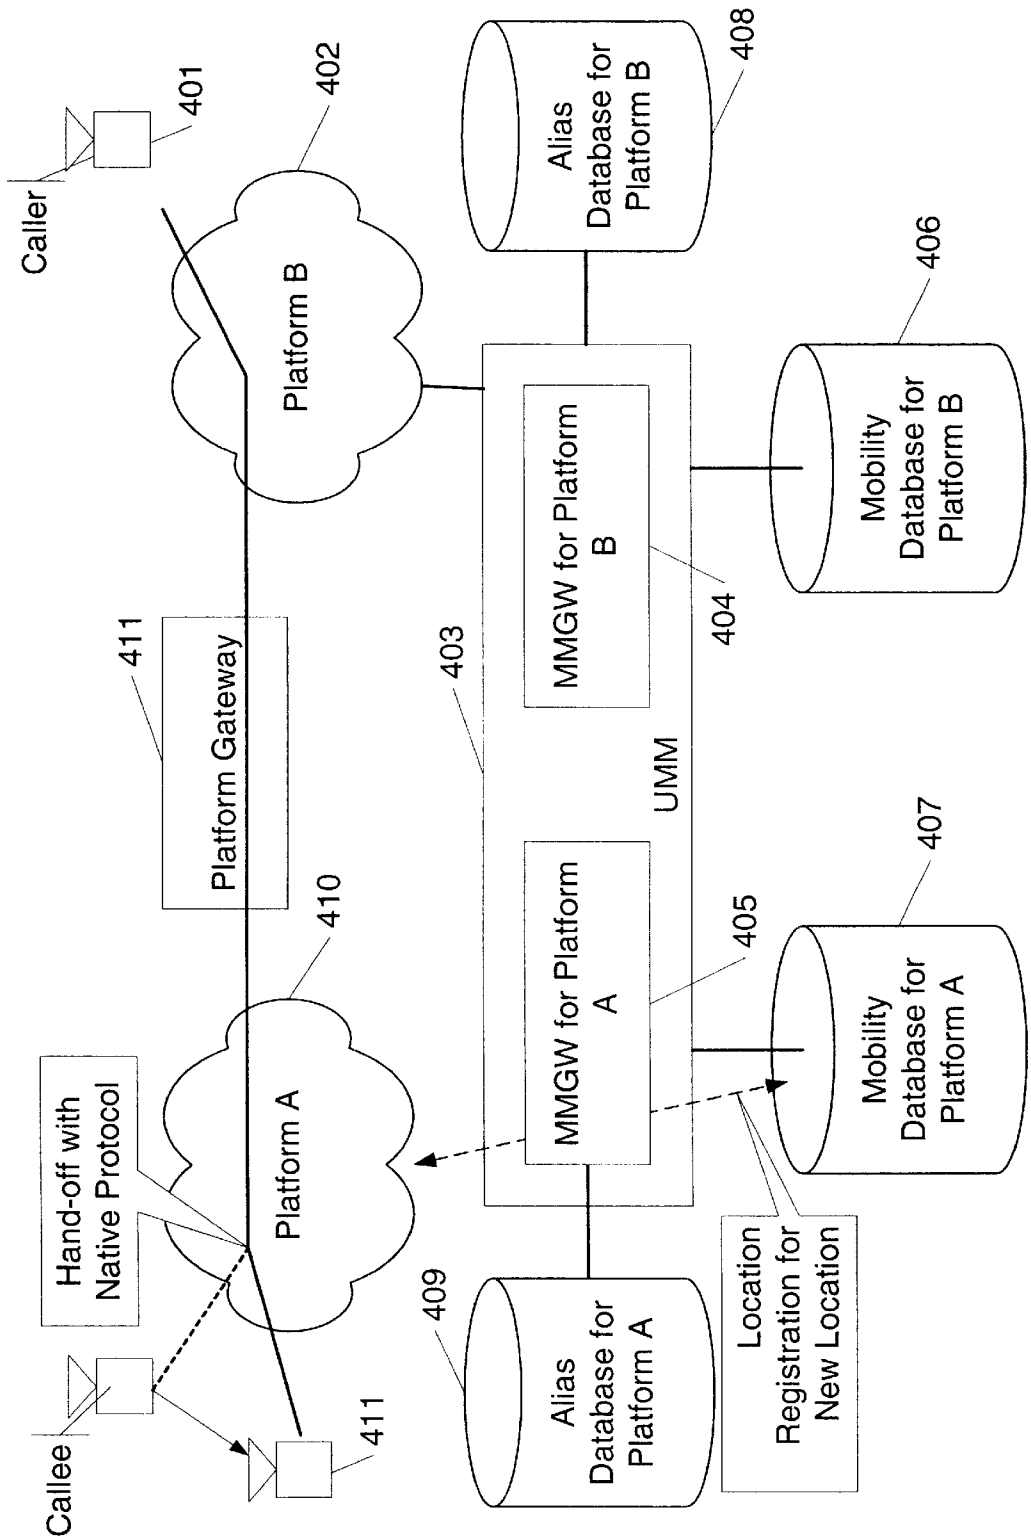 Callee
Hand-off with
Native Protocol
411
Platform A
410
Platform Gateway
411
Platform B
402
Caller
401
Alias
Database for
Platform A
409
MMGW for Platform
A
405
UMM
403
MMGW for Platform
B
404
Alias
Database for
Platform B
408
Location
Registration for
New Location
Mobility
Database for
Platform A
407
Mobility
Database for
Platform B
406